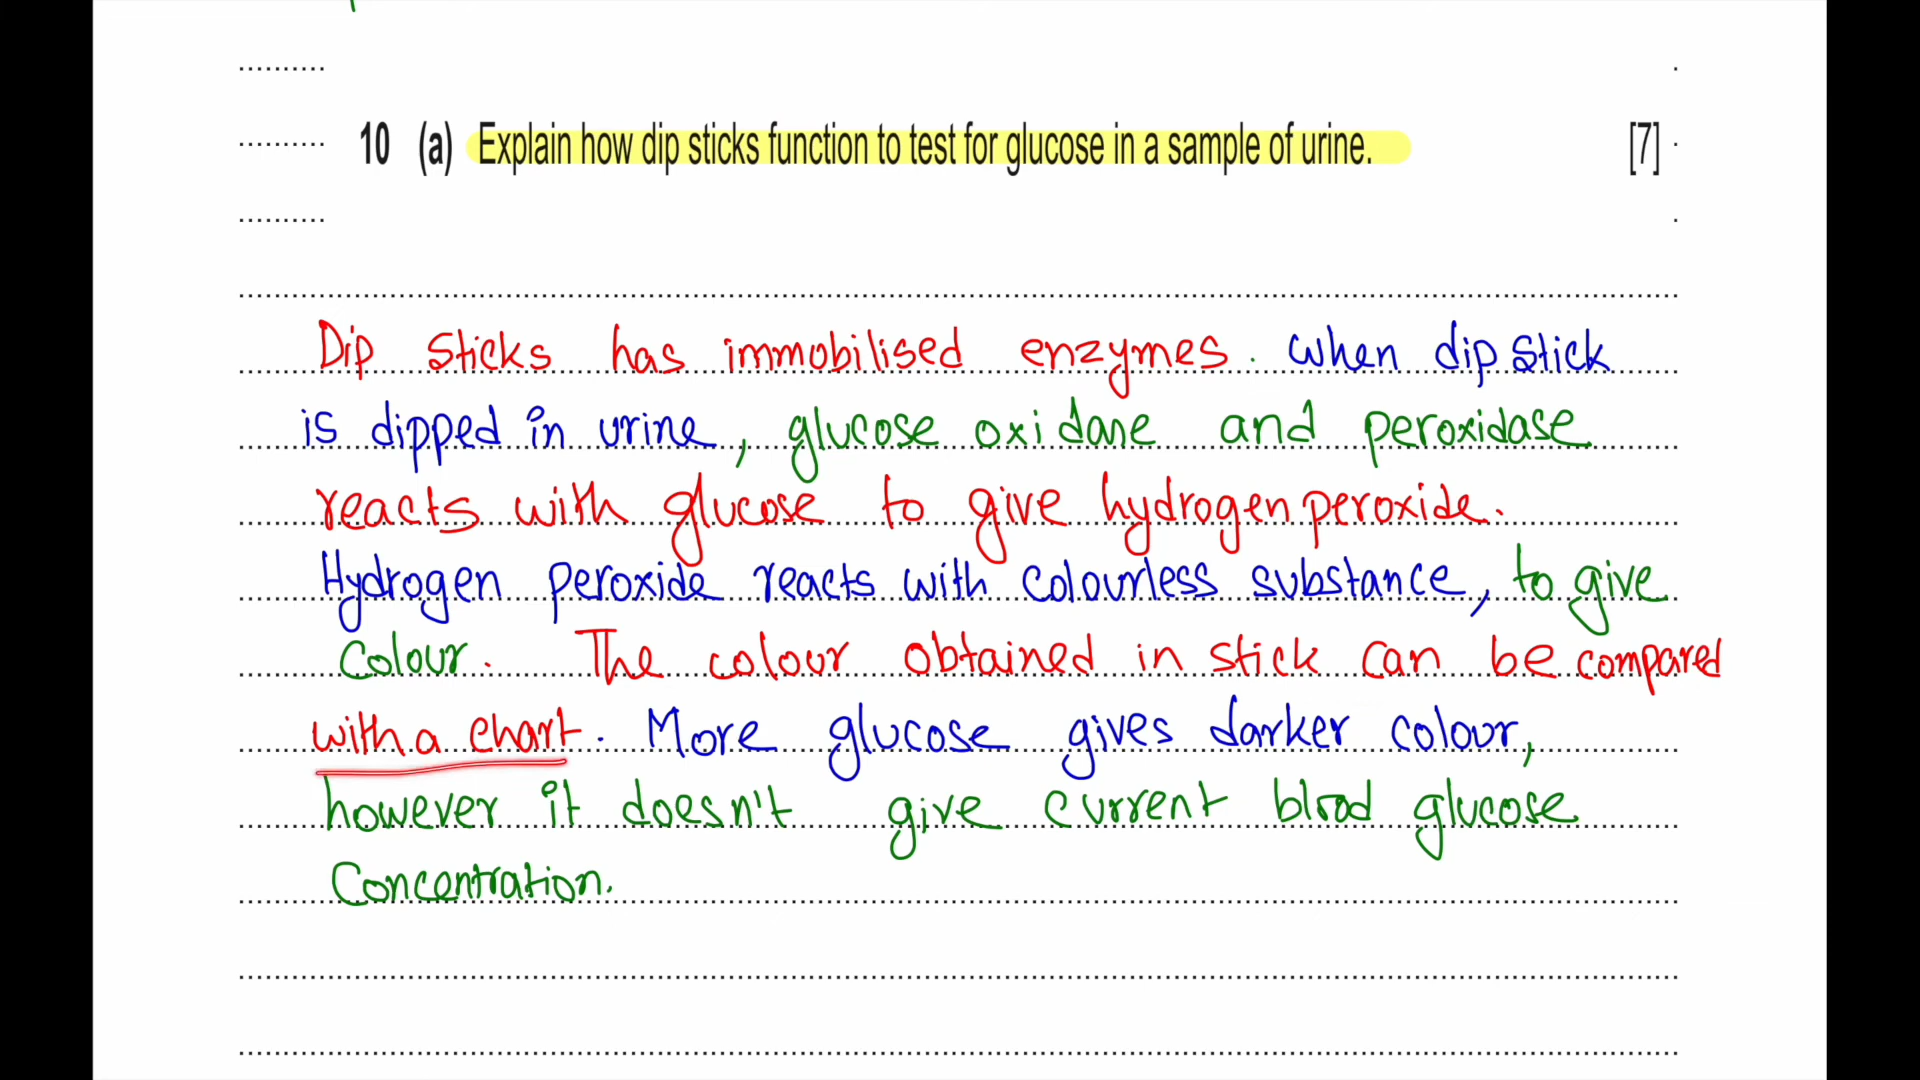 10 (a) Explain how dip sticks function to test for glucose in a sample of urine. [7]
Dip sticks has immobilised enzymes. When dip stick
is dipped in urine, glucose oxidase and peroxidase
reacts with glucose to give hydrogen peroxide.
Hydrogen peroxide reacts with colourless substance, to give
colour. The colour obtained in stick can be compared
with a chart. More glucose gives darker colour,
however it doesn't give current blood glucose
Concentration.